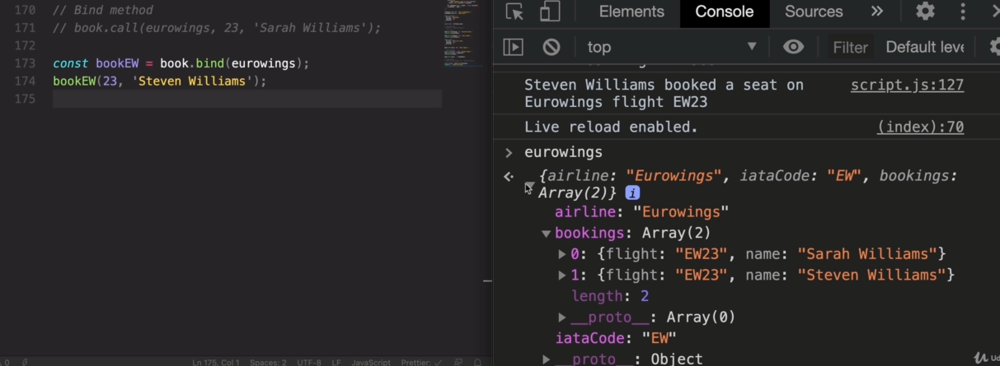 170 // Bind method
171 // book.call(eurowings, 23, 'Sarah Williams');
172
173 const bookEW = book.bind(eurowings);
174 bookEW(23, 'Steven Williams');
175
Ln 175, Col 1 Spaces: 2 UTF-8 LF JavaScript Prettier: ✓
Elements Console Sources »
top Filter Default leve
Steven Williams booked a seat on script.js:127
Eurowings flight EW23
Live reload enabled. (index):70
> eurowings
{airline: "Eurowings", iataCode: "EW", bookings:
Array(2)} i
airline: "Eurowings"
bookings: Array(2)
0: {flight: "EW23", name: "Sarah Williams"}
1: {flight: "EW23", name: "Steven Williams"}
length: 2
__proto__: Array(0)
iataCode: "EW"
__proto__: Object